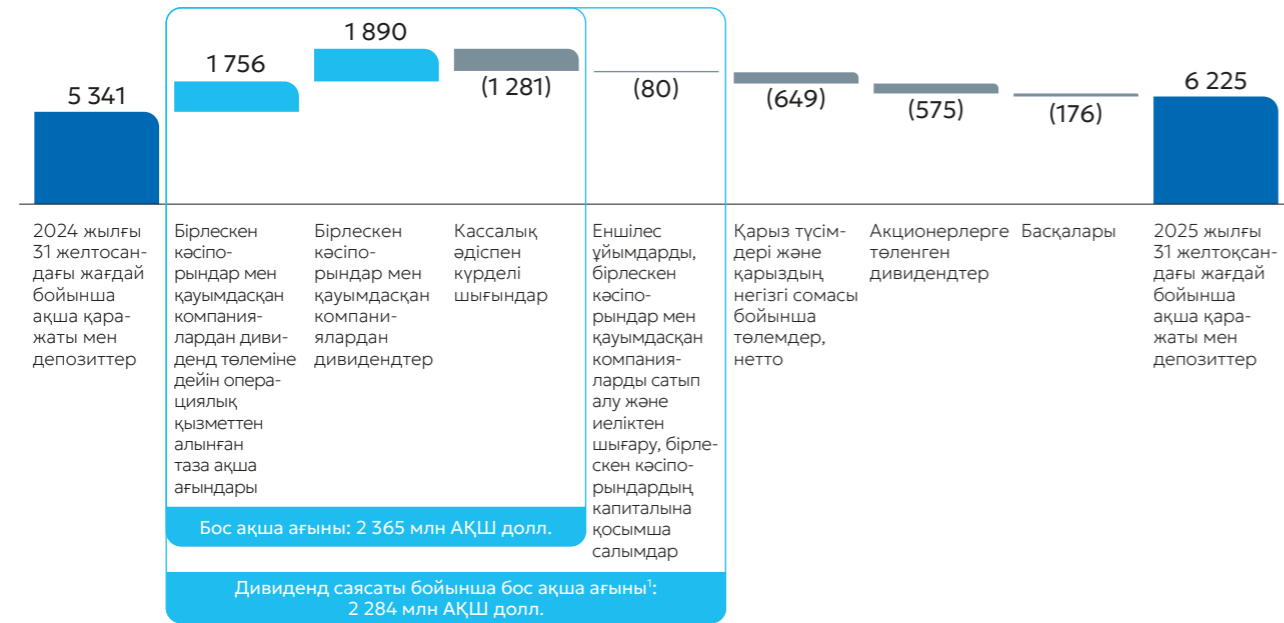 5 341
1 756
1 890
(1 281)
(80)
(649)
(575)
(176)
6 225
2024 жылғы
31 желтосан-
дағы жағдай
бойынша
ақша қара-
жаты мен
депозиттер
Бірлескен
кәсіпо-
рындар мен
қауымдасқан
компания-
лардан диви-
денд төлеміне
дейін опера-
циялық
қызметтен
алынған
таза ақша
ағындары
Бірлескен
кәсіпо-
рындар мен
қауымдасқан
компани-
ялардан
дивидендтер
Кассалық
әдіспен
күрделі
шығындар
Еншілес
ұйымдарды,
бірлескен
кәсіпо-
рындар мен
қауымдасқан
компания-
ларды сатып
алу және
иеліктен
шығару, бірле-
скен кәсіпо-
рындардың
капиталына
қосымша
салымдар
Қарыз түсім-
дері және
қарыздың
негізгі сомасы
бойынша
төлемдер,
нетто
Акционерлерге
төленген
дивидендтер
Басқалары
2025 жылғы
31 желтоқсан-
дағы жағдай
бойынша
ақша қара-
жаты мен
депозиттер
Бос ақша ағыны: 2 365 млн АҚШ долл.
Дивиденд саясаты бойынша бос ақша ағыны¹:
2 284 млн АҚШ долл.